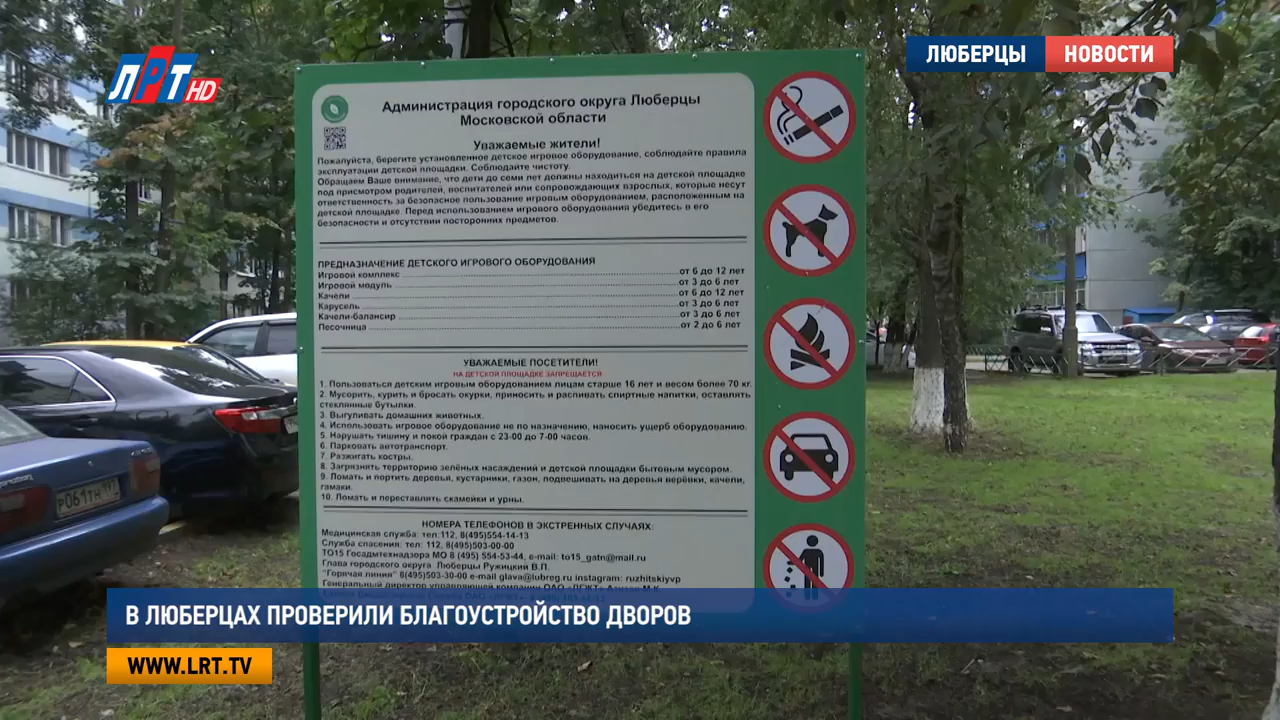 ЛРТ HD
ЛЮБЕРЦЫ НОВОСТИ
Администрация городского округа Люберцы
Московской области
Уважаемые жители!
Пожалуйста, берегите установленное детское игровое оборудование, соблюдайте правила
эксплуатации детской площадки. Соблюдайте чистоту.
Обращаем Ваше внимание, что дети до семи лет должны находиться на детской площадке
под присмотром родителей, воспитателей или сопровождающих взрослых, которые несут
ответственность за безопасное пользование игровым оборудованием, расположенным на
детской площадке. Перед использованием игрового оборудования убедитесь в его
безопасности и отсутствии посторонних предметов.
ПРЕДНАЗНАЧЕНИЕ ДЕТСКОГО ИГРОВОГО ОБОРУДОВАНИЯ
Игровой комплекс от 6 до 12 лет
Игровой модуль от 3 до 6 лет
Качели от 6 до 12 лет
Карусель от 3 до 6 лет
Качели-балансир от 3 до 6 лет
Песочница от 2 до 6 лет
УВАЖАЕМЫЕ ПОСЕТИТЕЛИ!
НА ДЕТСКОЙ ПЛОЩАДКЕ ЗАПРЕЩАЕТСЯ
1. Пользоваться детским игровым оборудованием лицам старше 16 лет и весом более 70 кг.
2. Мусорить, курить и бросать окурки, приносить и распивать спиртные напитки, оставлять
стеклянные бутылки.
3. Выгуливать домашних животных.
4. Использовать игровое оборудование не по назначению, наносить ущерб оборудованию.
5. Нарушать тишину и покой граждан с 23-00 до 7-00 часов.
6. Парковать автотранспорт.
7. Разжигать костры.
8. Загрязнять территорию зелёных насаждений и детской площадки бытовым мусором.
9. Ломать и портить деревья, кустарники, газон, подвешивать на деревья верёвки, качели,
гамаки.
10. Ломать и переставлять скамейки и урны.
НОМЕРА ТЕЛЕФОНОВ В ЭКСТРЕННЫХ СЛУЧАЯХ:
Медицинская служба: тел:112, 8(495)554-14-13
Служба спасения: тел: 112, 8(495)503-00-00
ТО15 Госадмтехнадзора МО 8 (495) 554-53-44, e-mail: to15_gatn@mail.ru
Глава городского округа Люберцы Ружицкий В.П.
"Горячая линия" 8(495)503-30-00 e-mail glava@lubreg.ru instagram: ruzhitskiyvp
Генеральный директор управляющей компании ОАО «ЛГЖТ»
Р061ТН
В ЛЮБЕРЦАХ ПРОВЕРИЛИ БЛАГОУСТРОЙСТВО ДВОРОВ
WWW.LRT.TV